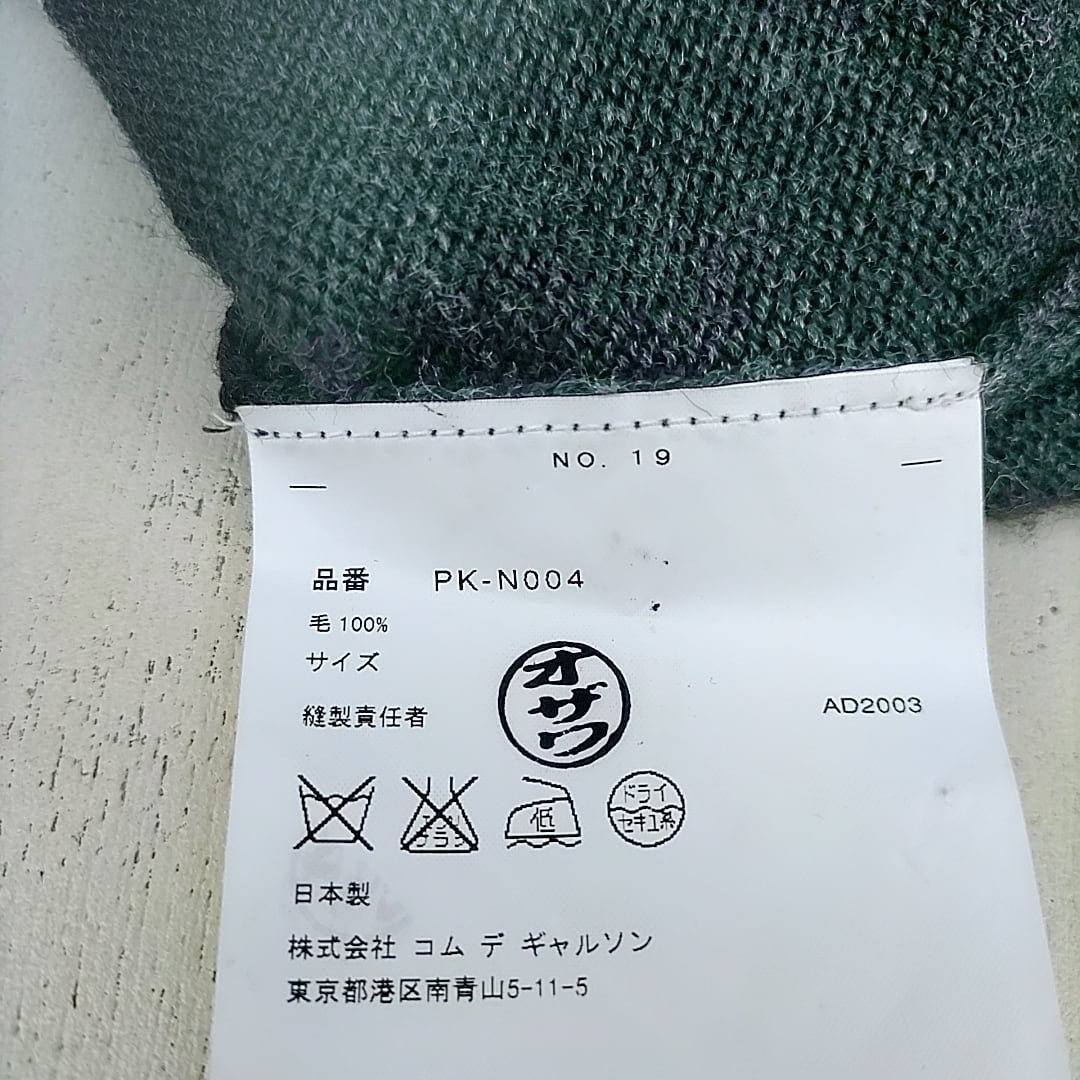 NO. 19
品番 PK-N004
毛 100%
サイズ
縫製責任者
オザワ
AD2003
低
ドライ
セキユ系
日本製
株式会社 コム デ ギャルソン
東京都港区南青山5-11-5